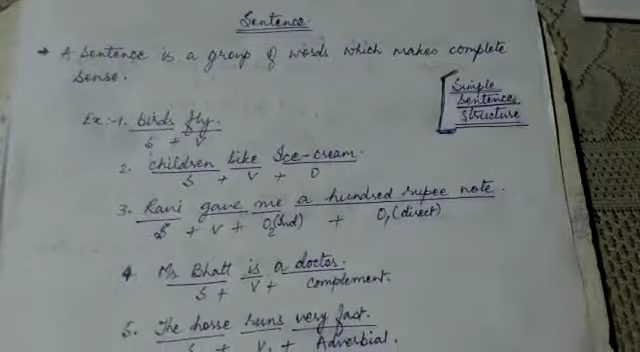 Sentence
→ A sentence is a group of words which makes complete
sense.
Simple
Sentence
Structure
Ex:-1. birds fly.
S + V
2. children like Ice-cream.
S + V + O
3. Rani gave me a hundred rupee note.
S + V + O2(Ind) + O1(direct)
4. Mr Bhatt is a doctor.
S + V + complement.
5. The horse runs very fast.
S + V + Adverbial.